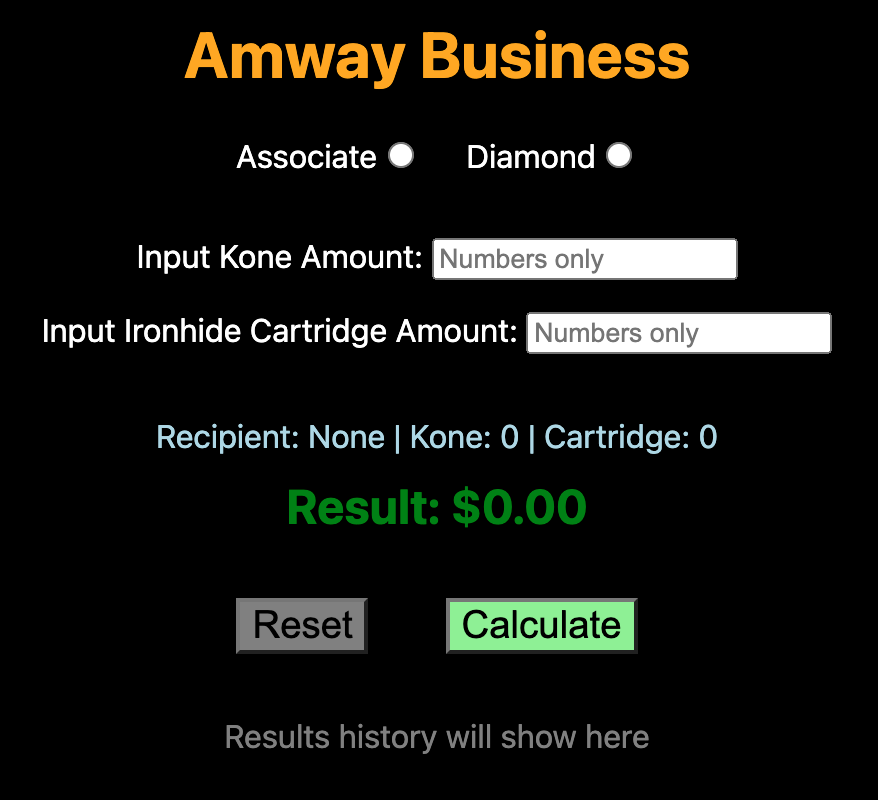 Amway Business
Associate Diamond
Input Kone Amount: Numbers only
Input Ironhide Cartridge Amount: Numbers only
Recipient: None | Kone: 0 | Cartridge: 0
Result: $0.00
Reset Calculate
Results history will show here